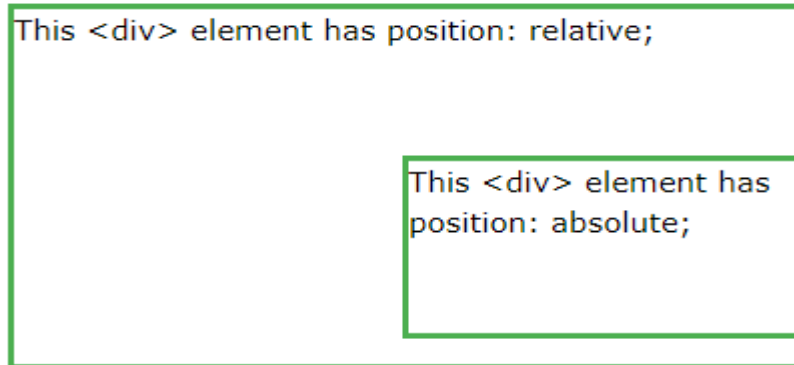 This <div> element has position: relative;
This <div> element has
position: absolute;